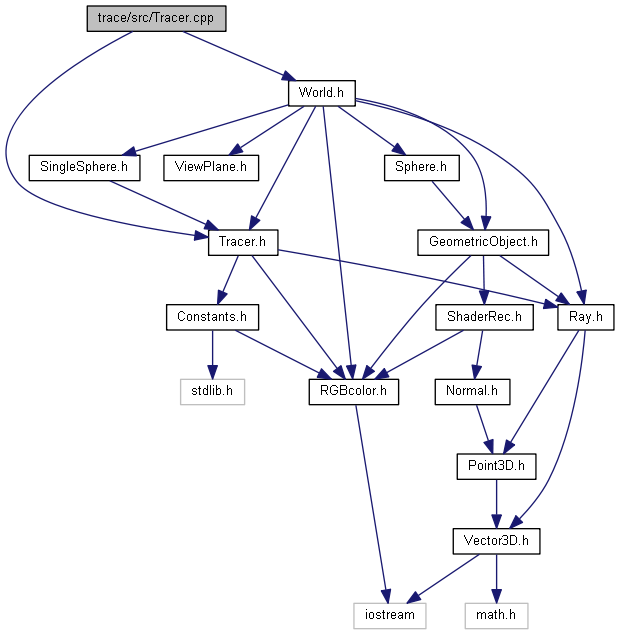 trace/src/Tracer.cpp
World.h
SingleSphere.h
ViewPlane.h
Sphere.h
Tracer.h
GeometricObject.h
Constants.h
ShaderRec.h
Ray.h
stdlib.h
RGBcolor.h
Normal.h
Point3D.h
Vector3D.h
iostream
math.h